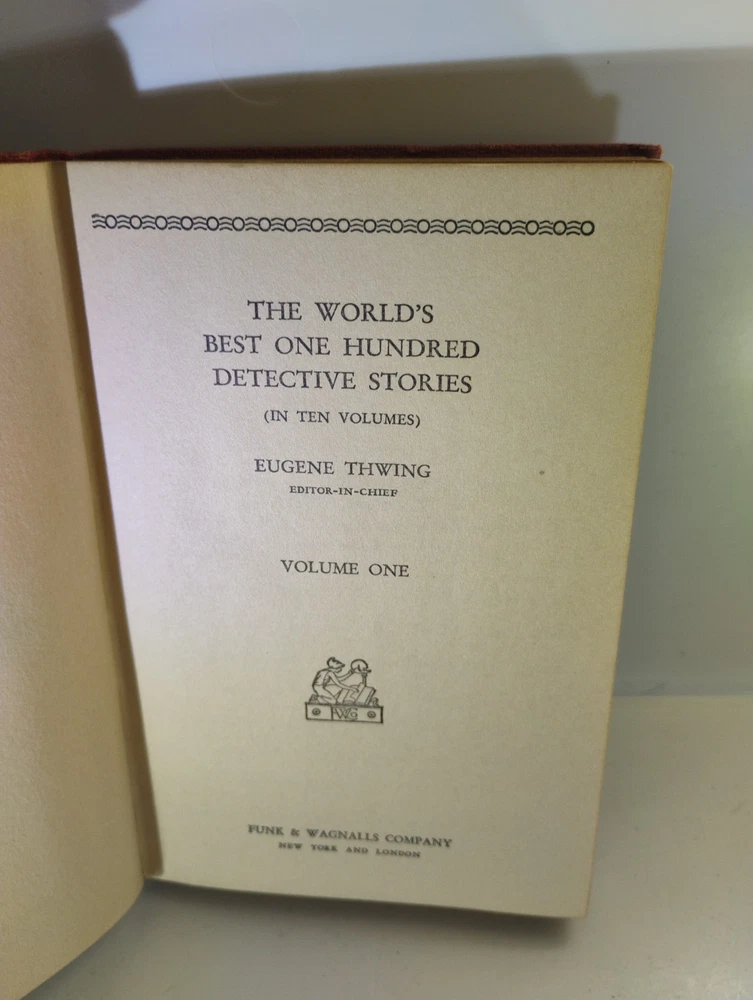 THE WORLD'S
BEST ONE HUNDRED
DETECTIVE STORIES
(IN TEN VOLUMES)
EUGENE THWING
EDITOR-IN-CHIEF
VOLUME ONE
FWG
FUNK & WAGNALLS COMPANY
NEW YORK AND LONDON